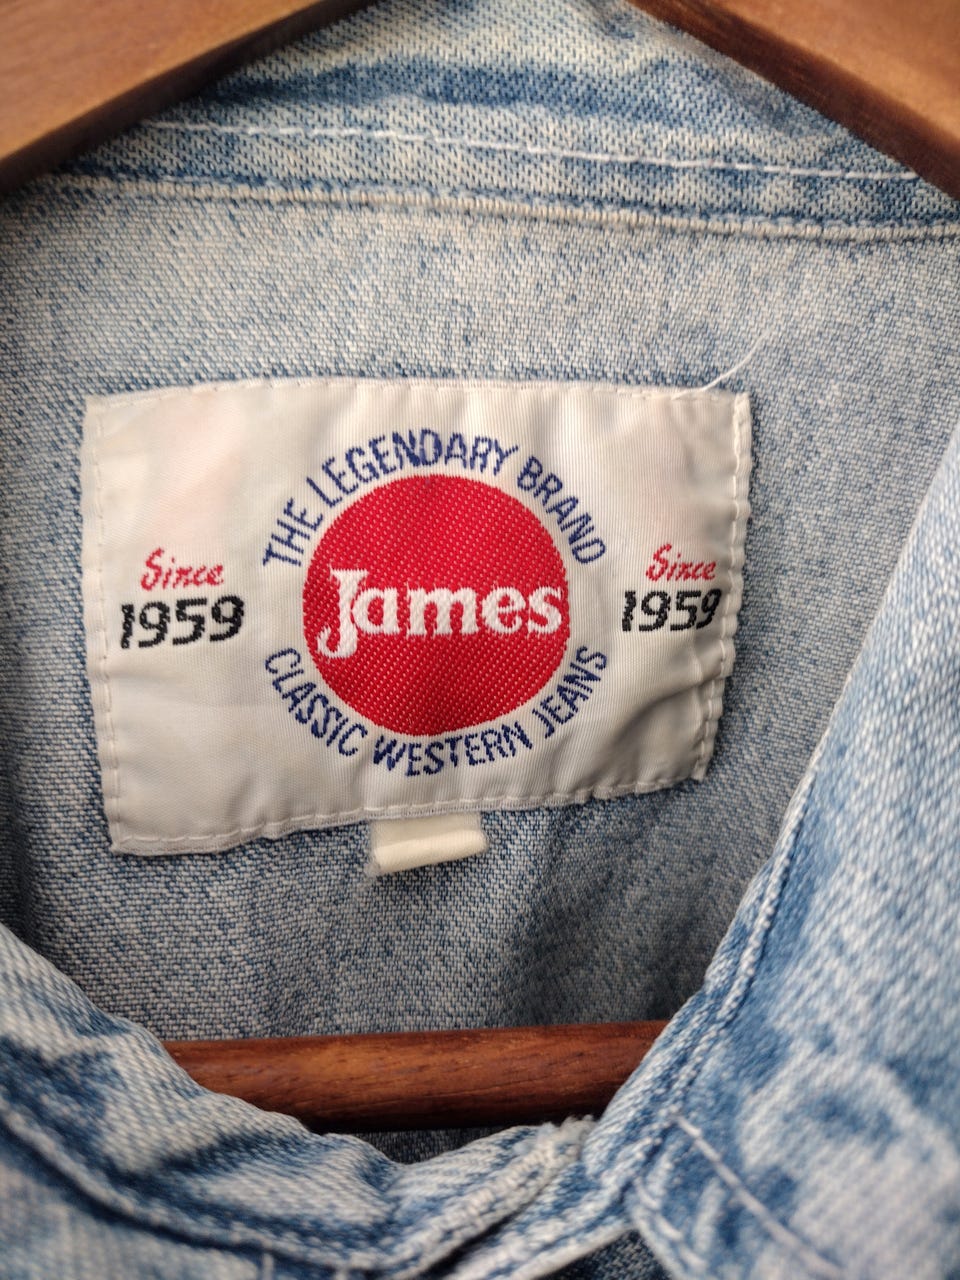 THE LEGENDARY BRAND
James
CLASSIC WESTERN JEANS
Since
1959
Since
1959